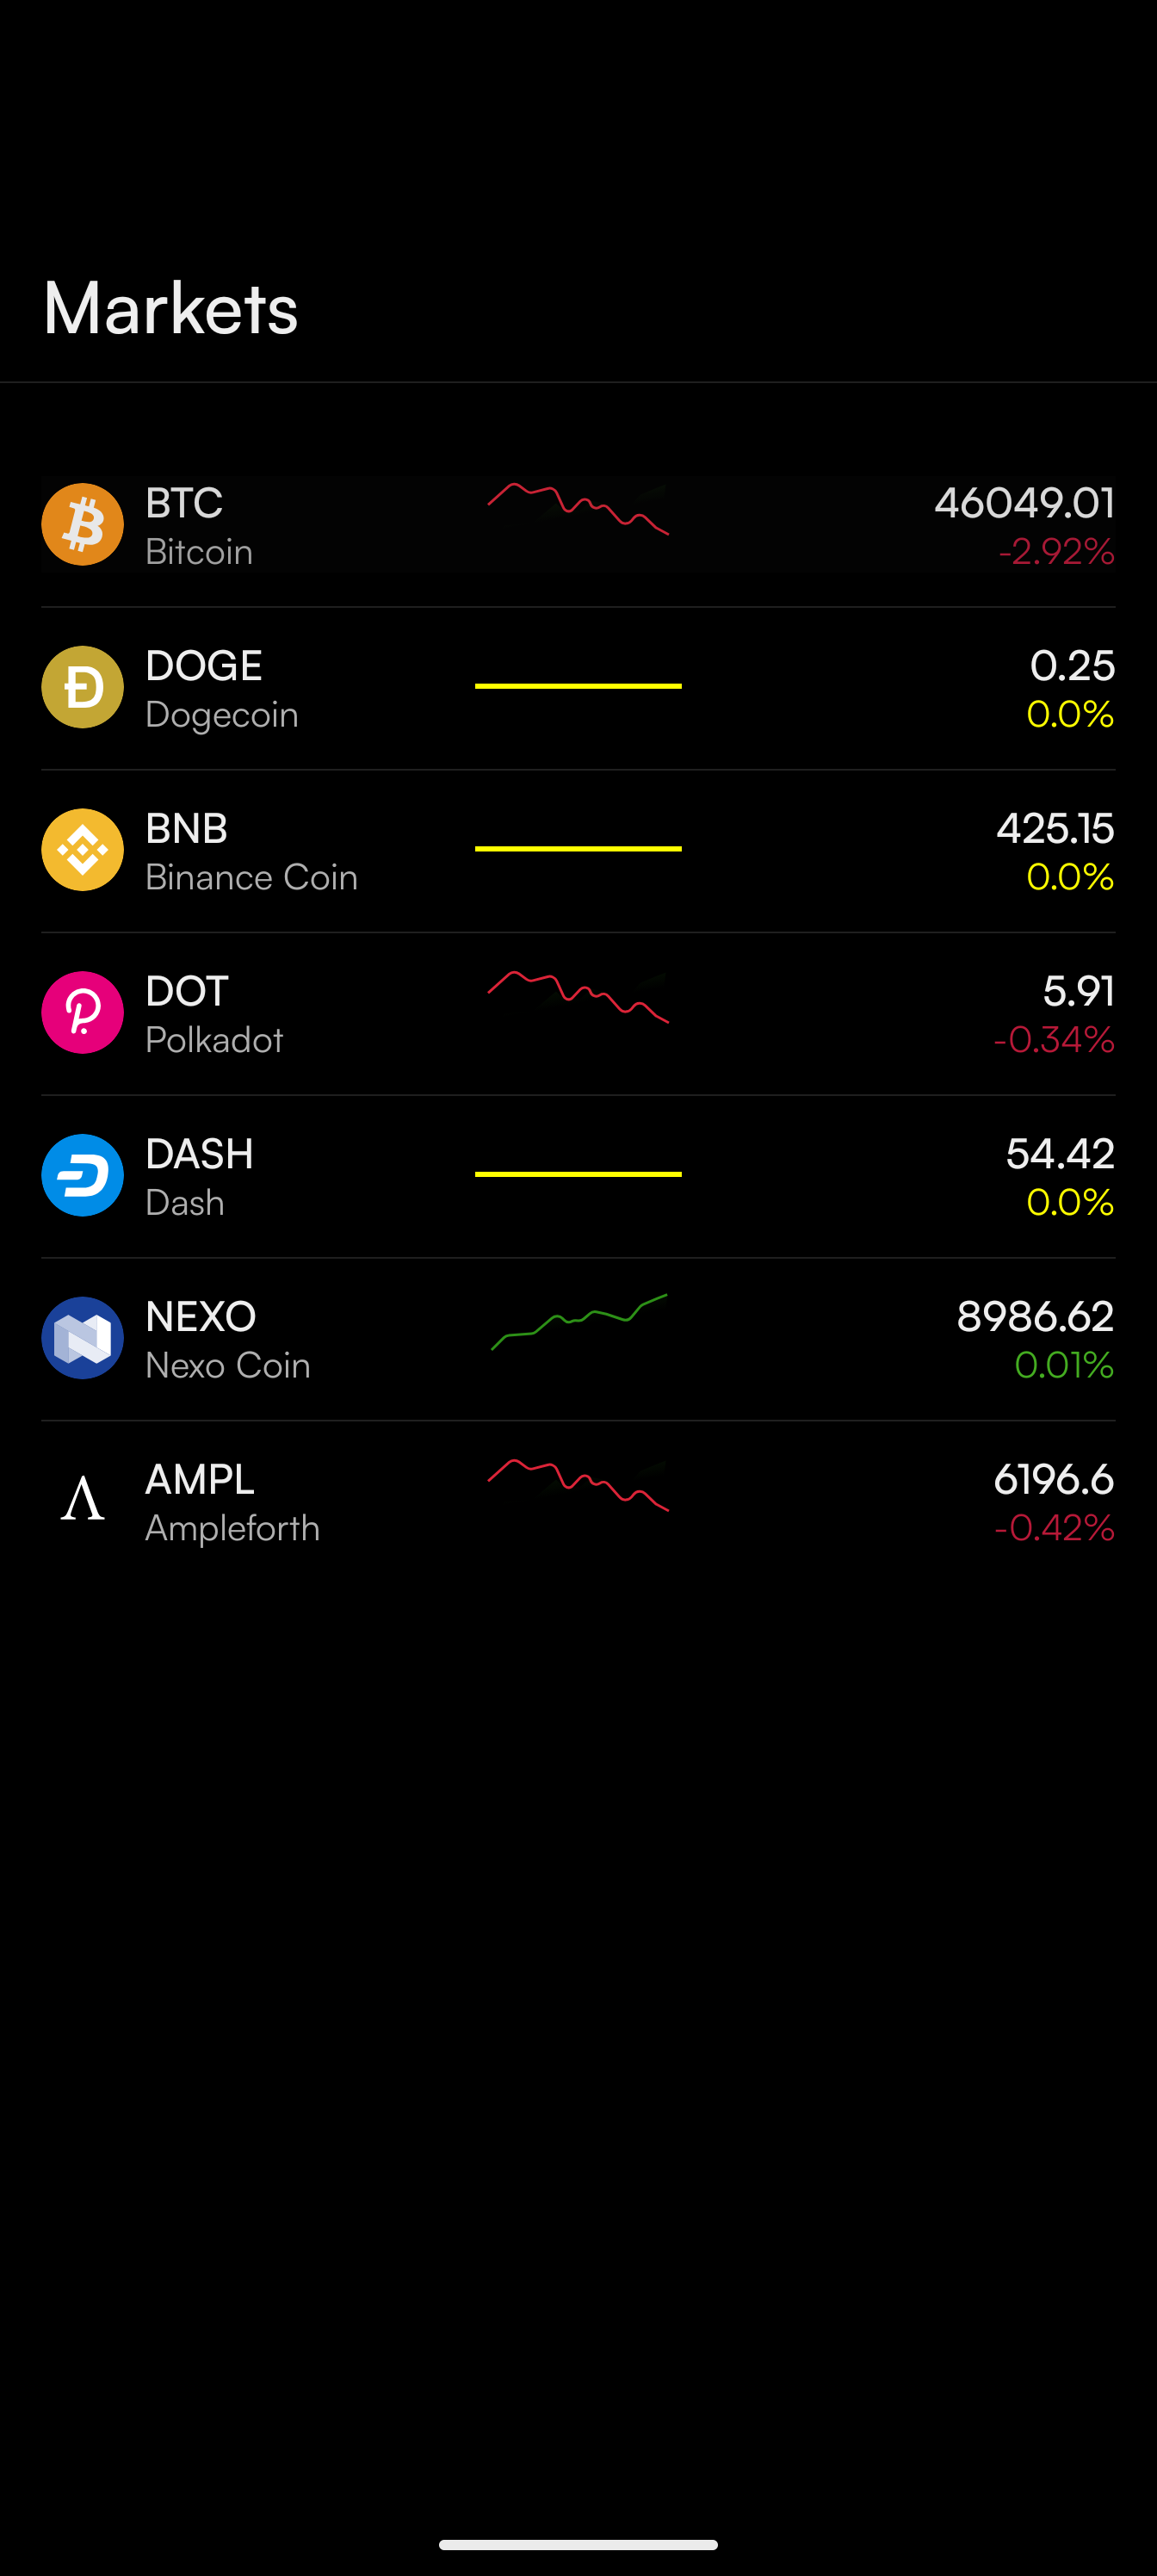 Markets
BTC
46049.01
Bitcoin
-2.92%
DOGE
0.25
Dogecoin
0.0%
BNB
425.15
Binance Coin
0.0%
DOT
5.91
Polkadot
-0.34%
DASH
54.42
Dash
0.0%
NEXO
8986.62
Nexo Coin
0.01%
AMPL
6196.6
Ampleforth
-0.42%